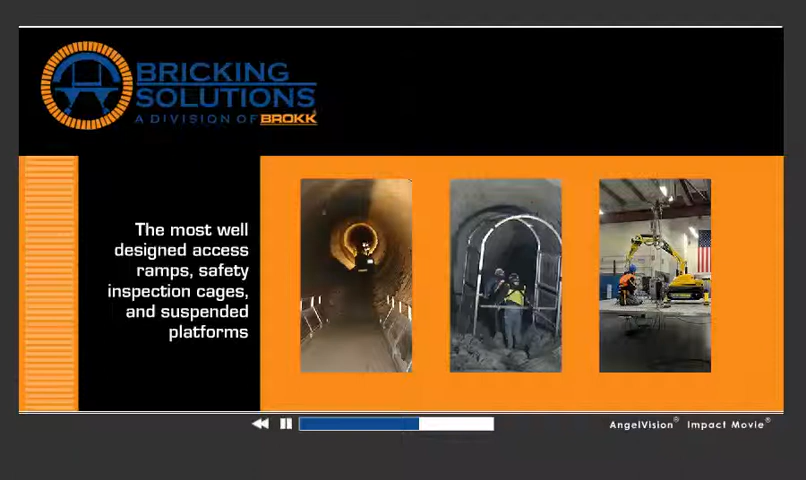 BRICKING
SOLUTIONS
A DIVISION OF BROKK®
The most well
designed access
ramps, safety
inspection cages,
and suspended
platforms
AngelVision® Impact Movie®